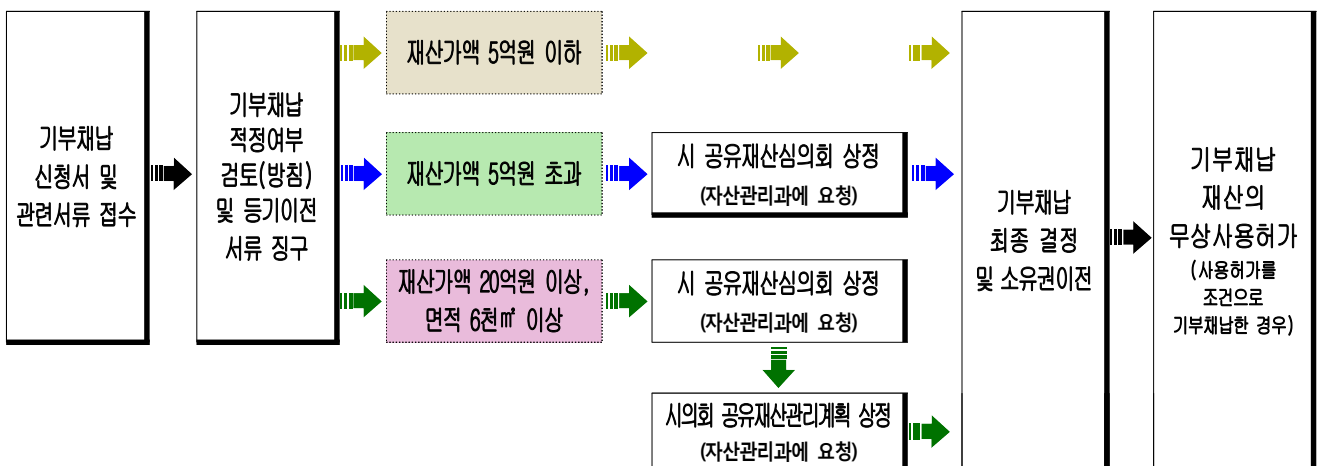 기부채납
신청서 및
관련서류 접수
기부채납
적정여부
검토(방침)
및 등기이전
서류 징구
재산가액 5억원 이하
재산가액 5억원 초과
시 공유재산심의회 상정
(자산관리과에 요청)
재산가액 20억원 이상,
면적 6천㎡ 이상
시 공유재산심의회 상정
(자산관리과에 요청)
시의회 공유재산관리계획 상정
(자산관리과에 요청)
기부채납
최종 결정
및 소유권이전
기부채납
재산의
무상사용허가
(사용허가를
조건으로
기부채납한 경우)